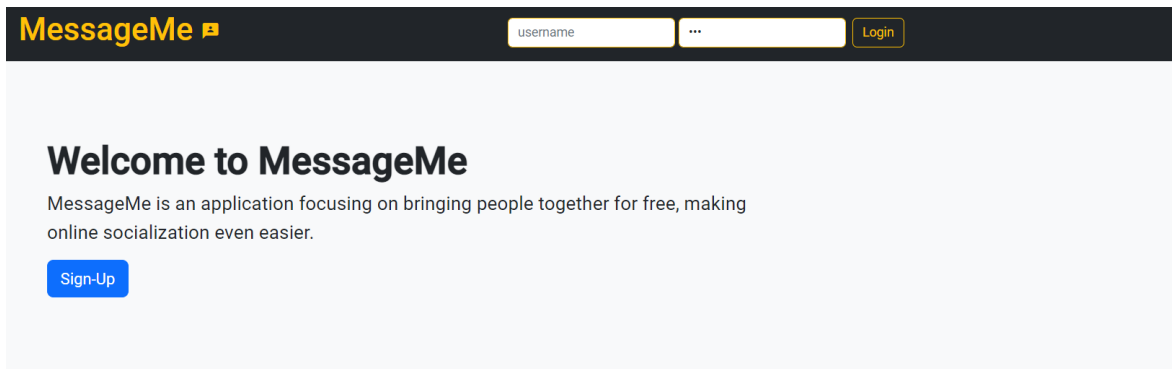 MessageMe
username
•••
Login
Welcome to MessageMe
MessageMe is an application focusing on bringing people together for free, making
online socialization even easier.
Sign-Up